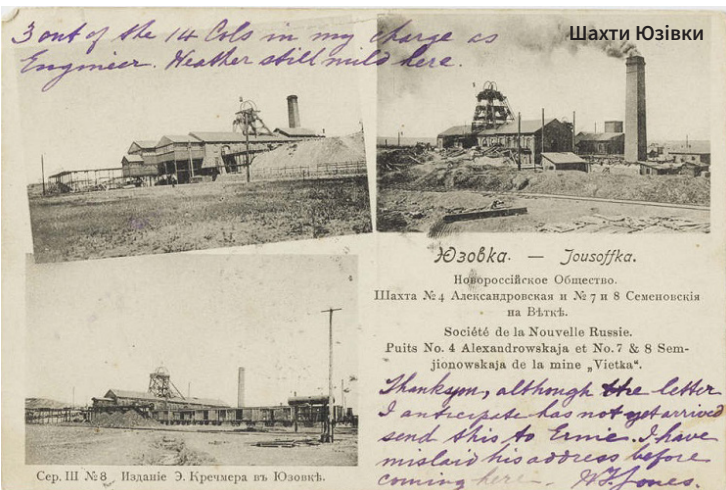 3 out of the 14 Cols in my charge as
Engineer. Weather still mild here.
Шахти Юзівки
Юзовка. — Jousoffka.
Новороссійское Общество.
Шахта №4 Александровская и №7 и 8 Семеновскія
на Вѣткѣ.
Société de la Nouvelle Russie.
Puits No. 4 Alexandrowskaja et No. 7 & 8 Sem-
jionowskaja de la mine „Vietka“.
Thanks, although the letter
I anticipate has not yet arrived
send this to Ernie. I have
mislaid his address before
coming here. Jones.
Сер. III №8 Изданіе Э. Кречмера въ Юзовкѣ.